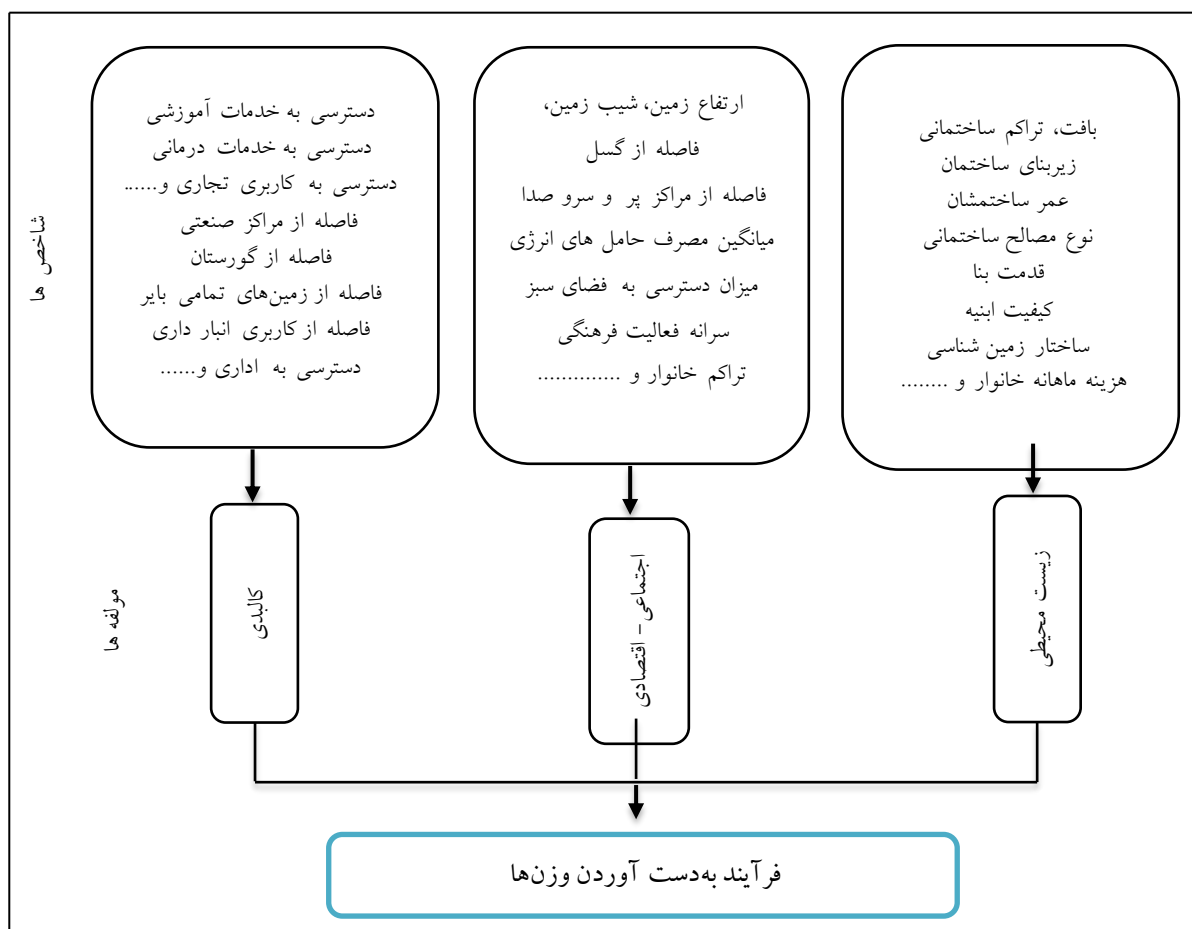 شاخص ها
بافت، تراکم ساختمانی
زیربنای ساختمان
عمر ساختمشان
نوع مصالح ساختمانی
قدمت بنا
کیفیت ابنیه
ساختار زمین شناسی
هزینه ماهانه خانوار و ........
ارتفاع زمین، شیب زمین،
فاصله از گسل
فاصله از مراکز پر و سرو صدا
میانگین مصرف حامل های انرژی
میزان دسترسی به فضای سبز
سرانه فعالیت فرهنگی
تراکم خانوار و ..............
دسترسی به خدمات آموزشی
دسترسی به خدمات درمانی
دسترسی به کاربری تجاری و......
فاصله از مراکز صنعتی
فاصله از گورستان
فاصله از زمین‌های تمامی بایر
فاصله از کاربری انبار داری
دسترسی به اداری و......
مولفه ها
زیست محیطی
اجتماعی - اقتصادی
کالبدی
فرآیند به‌دست آوردن وزن‌ها